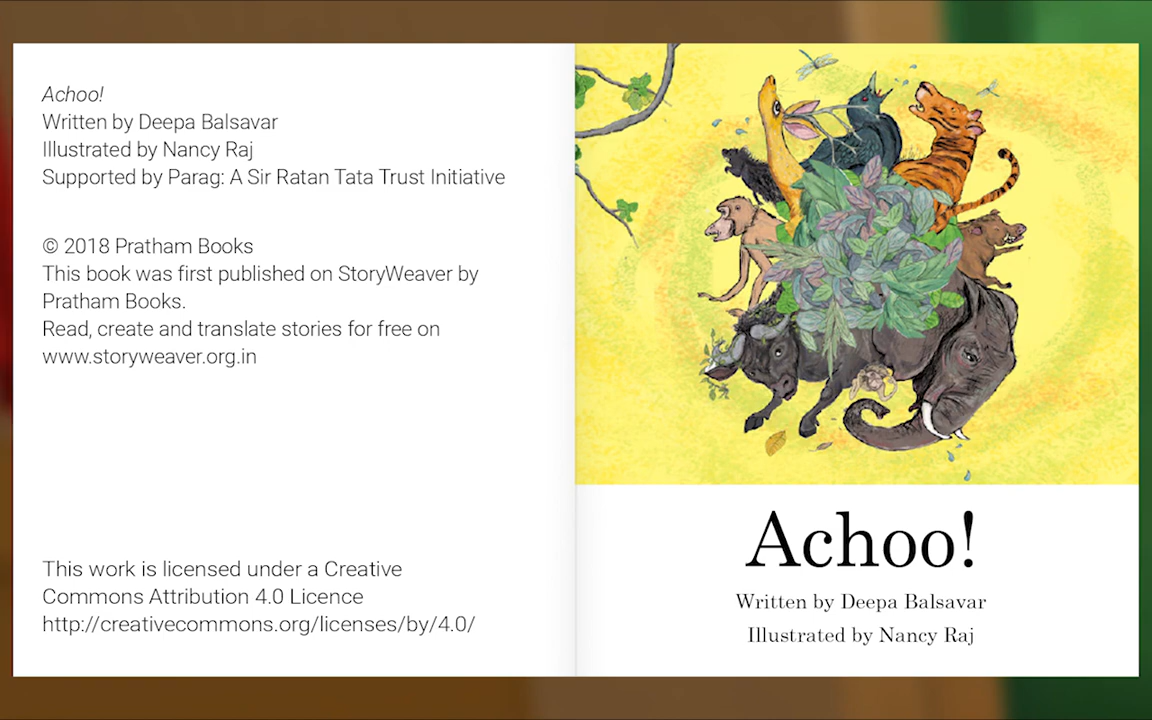 Achoo!
Written by Deepa Balsavar
Illustrated by Nancy Raj
Supported by Parag: A Sir Ratan Tata Trust Initiative
© 2018 Pratham Books
This book was first published on StoryWeaver by
Pratham Books.
Read, create and translate stories for free on
www.storyweaver.org.in
This work is licensed under a Creative
Commons Attribution 4.0 Licence
http://creativecommons.org/licenses/by/4.0/
Achoo!
Written by Deepa Balsavar
Illustrated by Nancy Raj